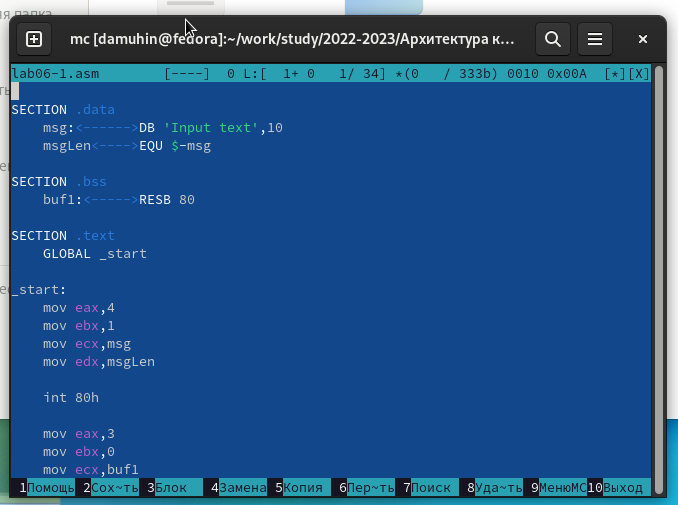 mc [damuhin@fedora]:~/work/study/2022-2023/Архитектура к...
lab06-1.asm [----] 0 L:[ 1+ 0 1/ 34] *(0 / 333b) 0010 0x00A [*][X]
SECTION .data
msg:<------>DB 'Input text',10
msgLen<---->EQU $-msg
SECTION .bss
buf1:<----->RESB 80
SECTION .text
GLOBAL _start
_start:
mov eax,4
mov ebx,1
mov ecx,msg
mov edx,msgLen
int 80h
mov eax,3
mov ebx,0
mov ecx,buf1
1Помощь 2Сох~ть 3Блок 4Замена 5Копия 6Пер~ть 7Поиск 8Уда~ть 9МенюMC 10Выход